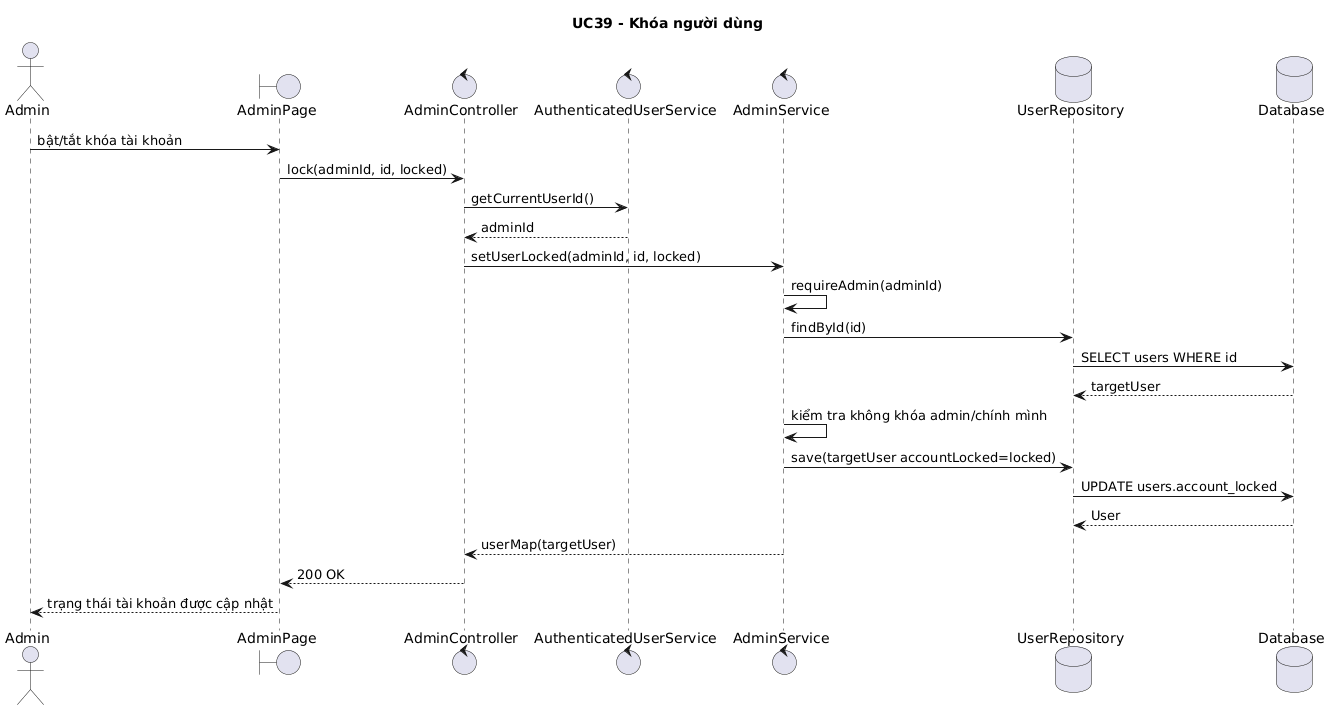 UC39 - Khóa người dùng
Admin
AdminPage
AdminController
AuthenticatedUserService
AdminService
UserRepository
Database
bật/tắt khóa tài khoản
lock(adminId, id, locked)
getCurrentUserId()
adminId
setUserLocked(adminId, id, locked)
requireAdmin(adminId)
findById(id)
SELECT users WHERE id
targetUser
kiểm tra không khóa admin/chính mình
save(targetUser accountLocked=locked)
UPDATE users.account_locked
User
userMap(targetUser)
200 OK
trạng thái tài khoản được cập nhật
Admin
AdminPage
AdminController
AuthenticatedUserService
AdminService
UserRepository
Database